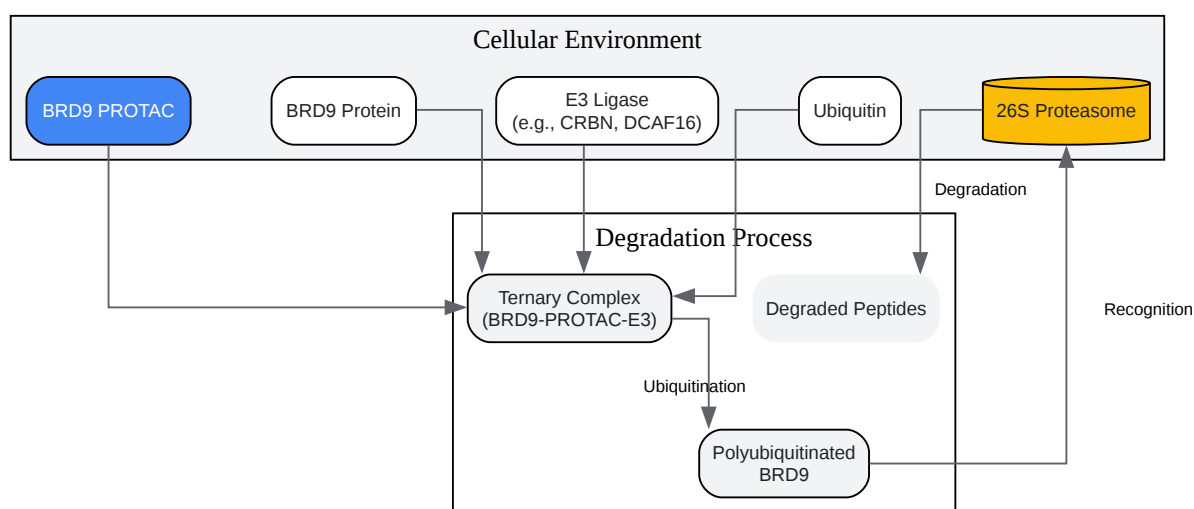 Cellular Environment
BRD9 PROTAC
BRD9 Protein
E3 Ligase
(e.g., CRBN, DCAF16)
Ubiquitin
26S Proteasome
Degradation
Degradation Process
Ternary Complex
(BRD9-PROTAC-E3)
Degraded Peptides
Recognition
Ubiquitination
Polyubiquitinated
BRD9